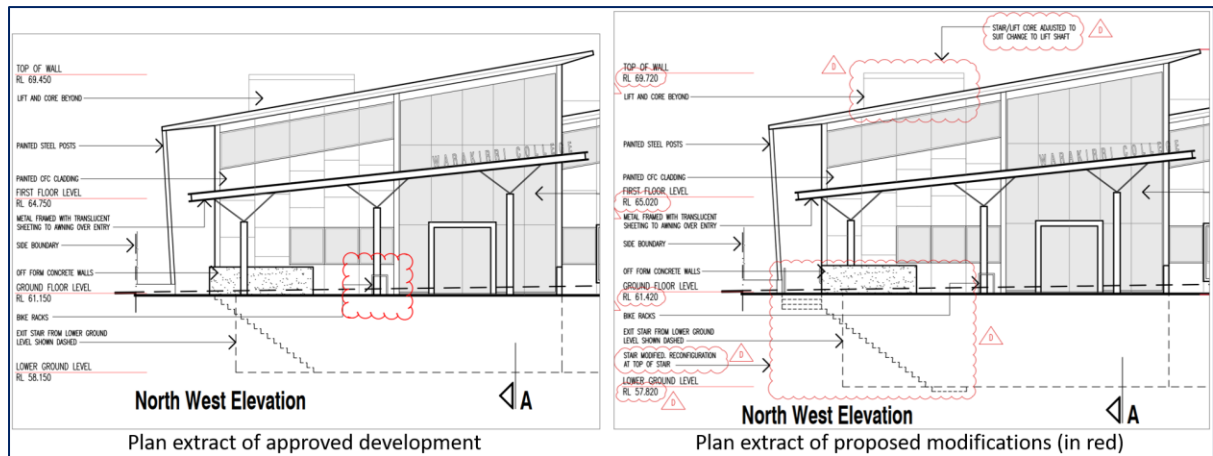 TOP OF WALL
RL 69.450
LIFT AND CORE BEYOND
PAINTED STEEL POSTS
WARAKIRRI COLLEGE
PAINTED CFC CLADDING
FIRST FLOOR LEVEL
RL 64.750
METAL FRAMED WITH TRANSLUCENT
SHEETING TO AWNING OVER ENTRY
SIDE BOUNDARY
OFF FORM CONCRETE WALLS
GROUND FLOOR LEVEL
RL 61.150
BIKE RACKS
EXIT STAIR FROM LOWER GROUND
LEVEL SHOWN DASHED
LOWER GROUND LEVEL
RL 58.150
North West Elevation
A
Plan extract of approved development
STAIR/LIFT CORE ADJUSTED TO
SUIT CHANGE TO LIFT SHAFT
D
D
TOP OF WALL
RL 69.720
LIFT AND CORE BEYOND
PAINTED STEEL POSTS
WARAKIRRI COLLEGE
PAINTED CFC CLADDING
FIRST FLOOR LEVEL
RL 65.020
METAL FRAMED WITH TRANSLUCENT
SHEETING TO AWNING OVER ENTRY
SIDE BOUNDARY
OFF FORM CONCRETE WALLS
GROUND FLOOR LEVEL
RL 61.420
BIKE RACKS
EXIT STAIR FROM LOWER GROUND
LEVEL SHOWN DASHED
D
STAIR MODIFIED. RECONFIGURATION
AT TOP OF STAIR
D
LOWER GROUND LEVEL
RL 57.820
D
North West Elevation
A
Plan extract of proposed modifications (in red)